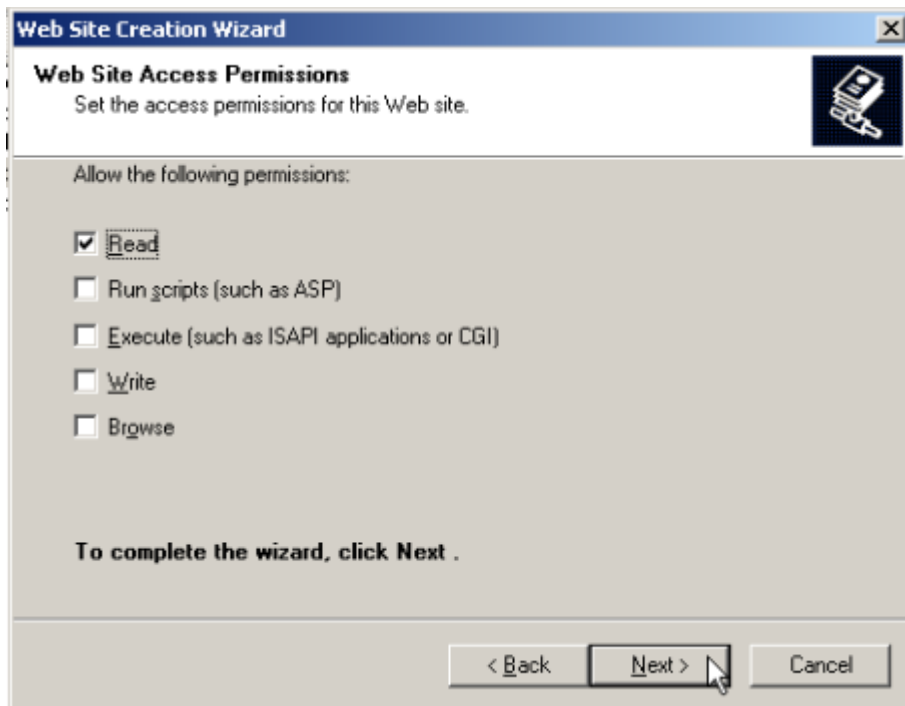 Web Site Creation Wizard
Web Site Access Permissions
Set the access permissions for this Web site.
Allow the following permissions:
Read
Run scripts (such as ASP)
Execute (such as ISAPI applications or CGI)
Write
Browse
To complete the wizard, click Next .
< Back Next > Cancel